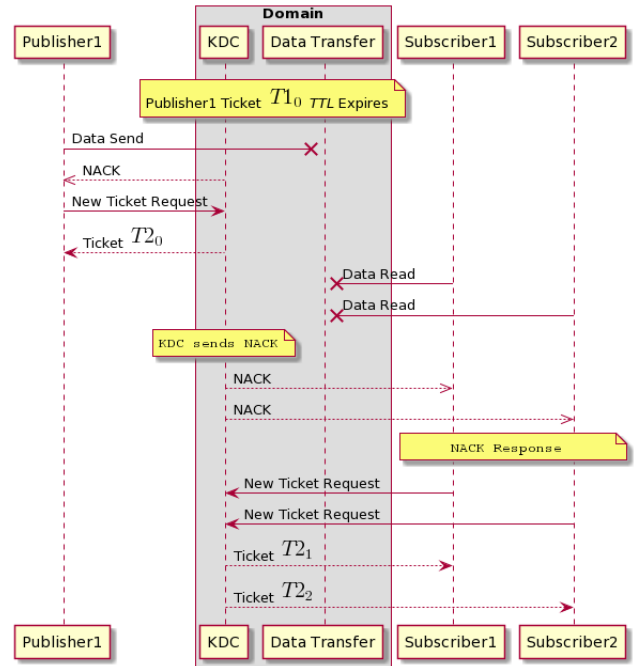 Domain
Publisher1 KDC Data Transfer Subscriber1 Subscriber2
Publisher1 Ticket T1₀ TTL Expires
Data Send
NACK
New Ticket Request
Ticket T2₀
Data Read
Data Read
KDC sends NACK
NACK
NACK
NACK Response
New Ticket Request
New Ticket Request
Ticket T2₁
Ticket T2₂
Publisher1 KDC Data Transfer Subscriber1 Subscriber2